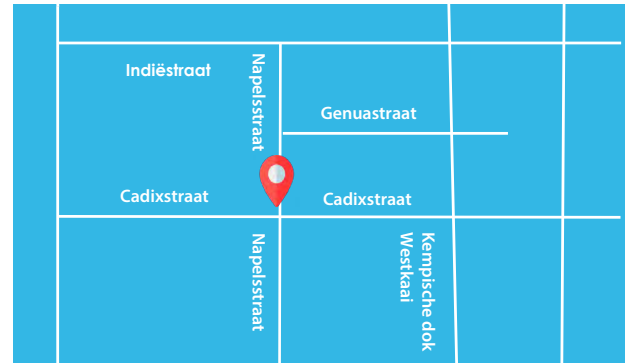 Indiëstraat
Napelsstraat
Genuastraat
Cadixstraat
Cadixstraat
Napelsstraat
Kempische dok
Westkaai